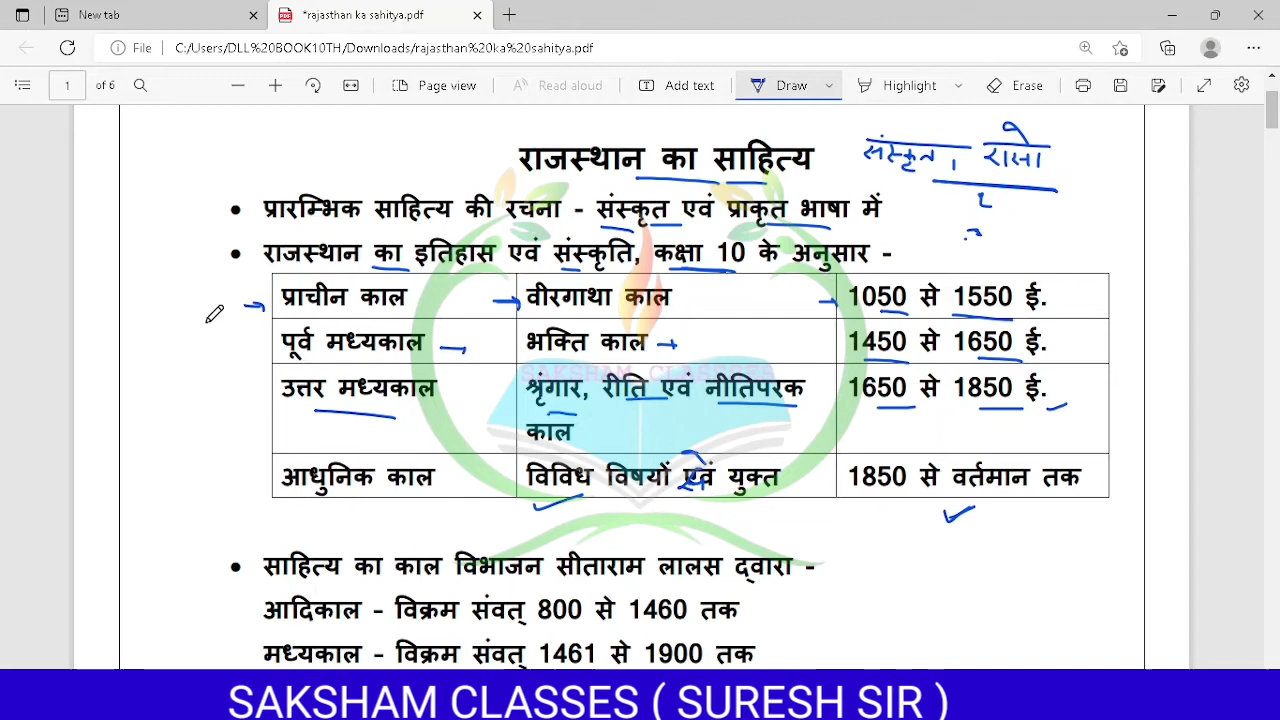 New tab
*rajasthan ka sahitya.pdf
File C:/Users/DLL%20BOOK10TH/Downloads/rajasthan%20ka%20sahitya.pdf
1 of 6 Page view Read aloud Add text Draw Highlight Erase
राजस्थान का साहित्य
संस्कृत, रासा
प्रारम्भिक साहित्य की रचना - संस्कृत एवं प्राकृत भाषा में
राजस्थान का इतिहास एवं संस्कृति, कक्षा 10 के अनुसार -
प्राचीन काल वीरगाथा काल 1050 से 1550 ई.
पूर्व मध्यकाल भक्ति काल 1450 से 1650 ई.
उत्तर मध्यकाल श्रृंगार, रीति एवं नीतिपरक 1650 से 1850 ई.
काल
आधुनिक काल विविध विषयों एवं युक्त 1850 से वर्तमान तक
SAKSHAM CLASSES
साहित्य का काल विभाजन सीताराम लालस द्वारा -
आदिकाल - विक्रम संवत् 800 से 1460 तक
मध्यकाल - विक्रम संवत् 1461 से 1900 तक
SAKSHAM CLASSES ( SURESH SIR )